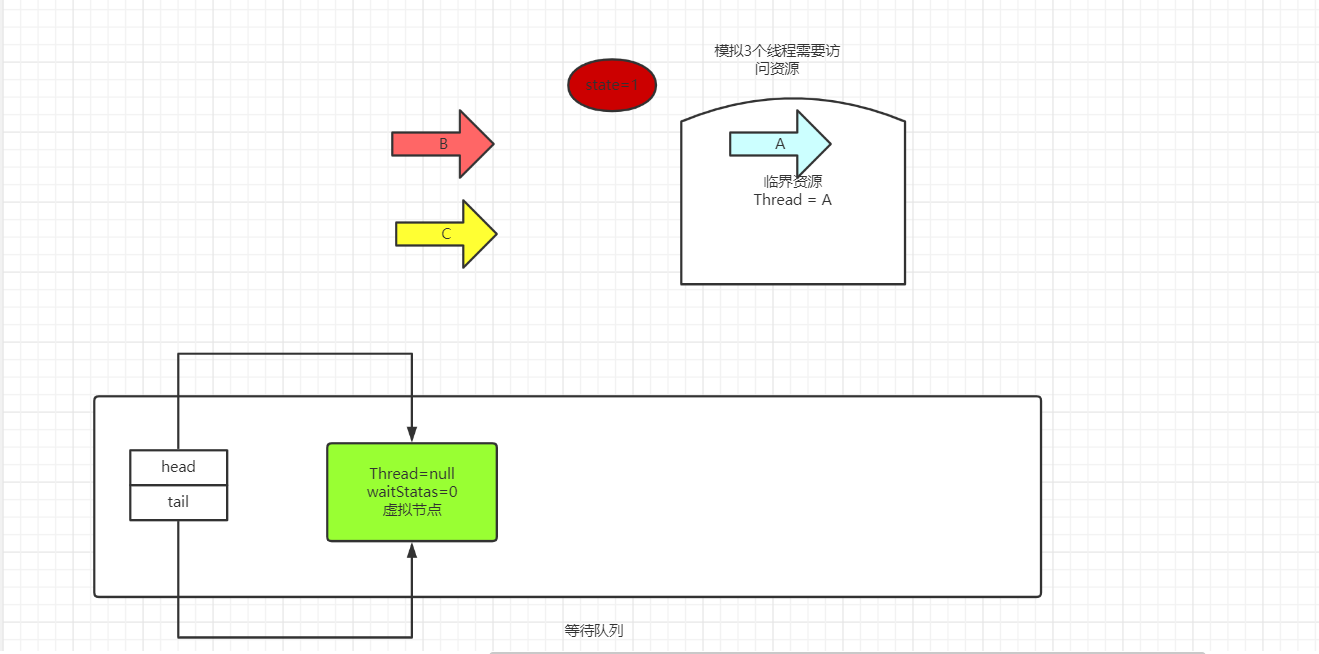 模拟3个线程需要访
问资源
state=1
B
A
临界资源
Thread = A
C
head
tail
Thread=null
waitStatas=0
虚拟节点
等待队列